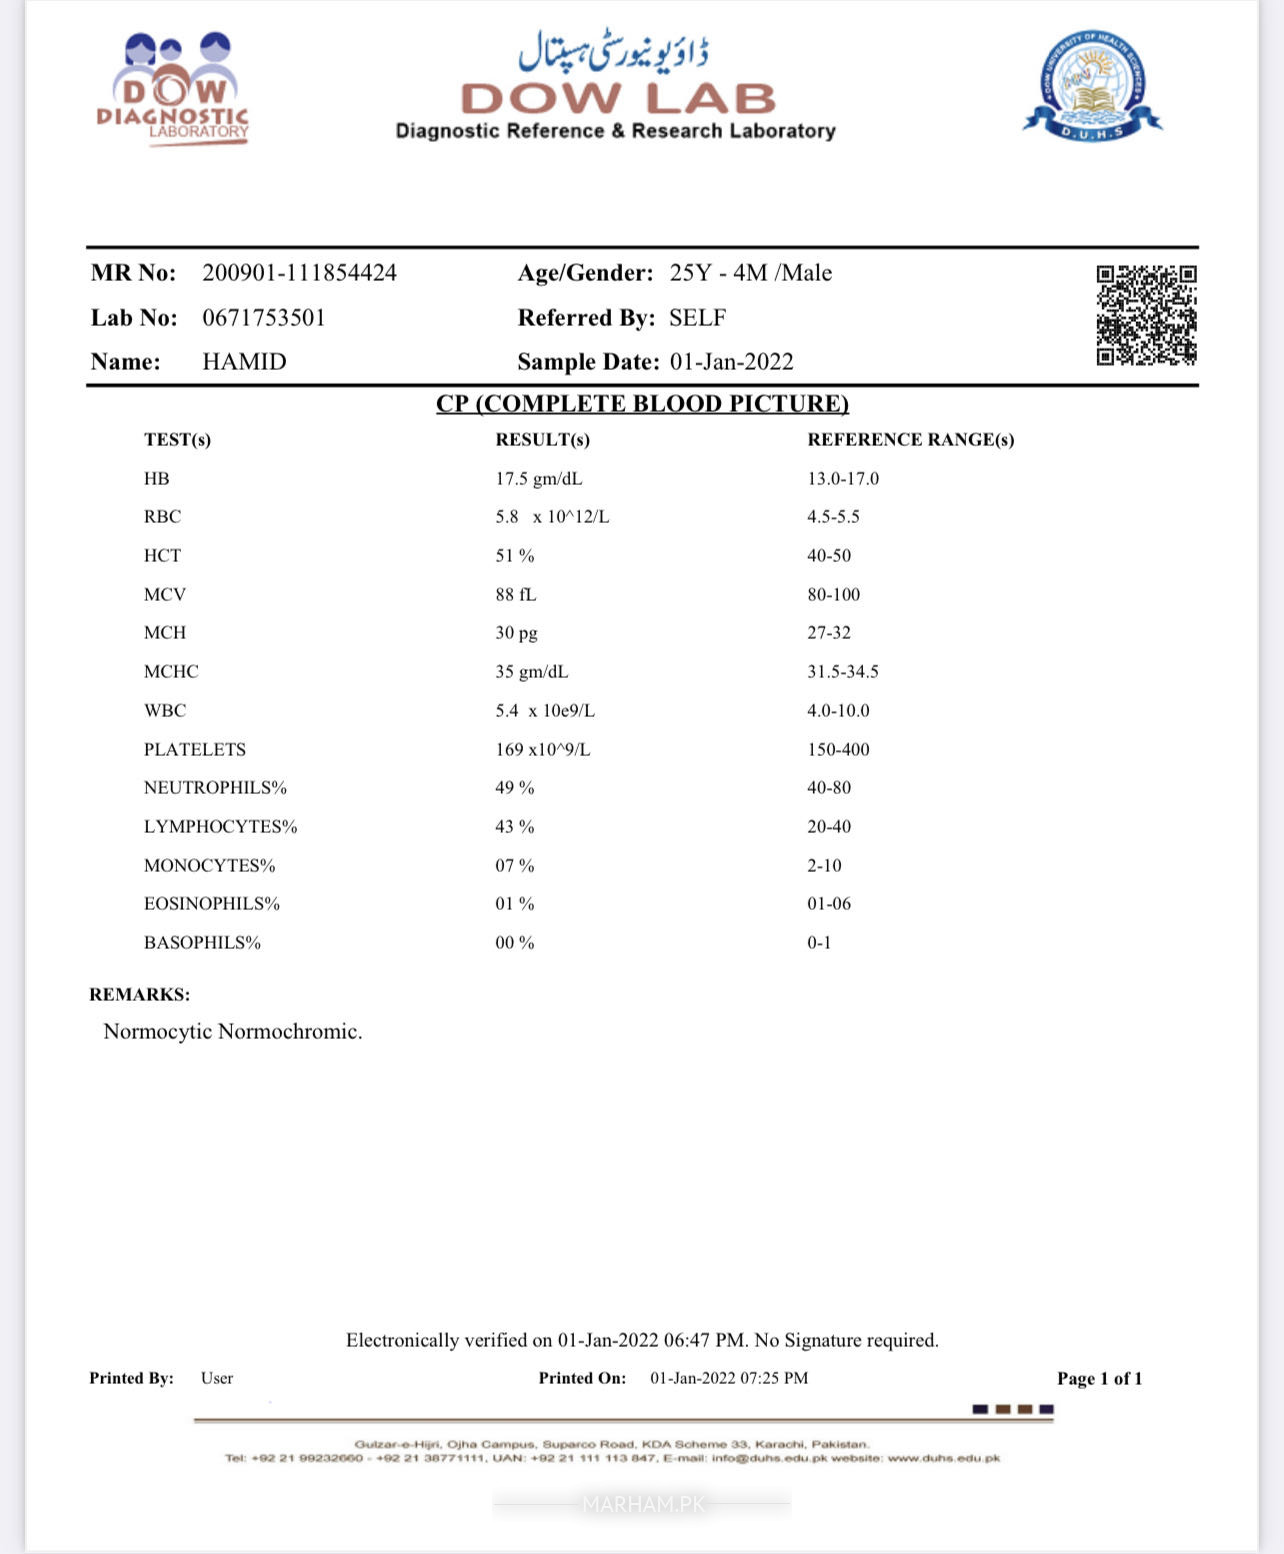 DOW
DIAGNOSTIC
LABORATORY
ڈاؤ یونیورسٹی ہسپتال
DOW LAB
Diagnostic Reference & Research Laboratory
DOW UNIVERSITY OF HEALTH SCIENCES
D.U.H.S
MR No: 200901-111854424 Age/Gender: 25Y - 4M /Male
Lab No: 0671753501 Referred By: SELF
Name: HAMID Sample Date: 01-Jan-2022
CP (COMPLETE BLOOD PICTURE)
TEST(s) RESULT(s) REFERENCE RANGE(s)
HB 17.5 gm/dL 13.0-17.0
RBC 5.8 x 10^12/L 4.5-5.5
HCT 51 % 40-50
MCV 88 fL 80-100
MCH 30 pg 27-32
MCHC 35 gm/dL 31.5-34.5
WBC 5.4 x 10e9/L 4.0-10.0
PLATELETS 169 x10^9/L 150-400
NEUTROPHILS% 49 % 40-80
LYMPHOCYTES% 43 % 20-40
MONOCYTES% 07 % 2-10
EOSINOPHILS% 01 % 01-06
BASOPHILS% 00 % 0-1
REMARKS:
Normocytic Normochromic.
Electronically verified on 01-Jan-2022 06:47 PM. No Signature required.
Printed By: User Printed On: 01-Jan-2022 07:25 PM Page 1 of 1
Gulzar-e-Hijri, Ojha Campus, Suparco Road, KDA Scheme 33, Karachi, Pakistan.
Tel: +92 21 99232660 - +92 21 38771111, UAN: +92 21 111 113 847, E-mail: info@duhs.edu.pk website: www.duhs.edu.pk
MARHAM.PK